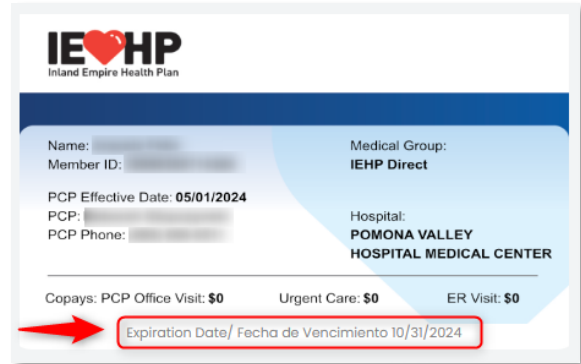 IEHP
Inland Empire Health Plan
Name:
Member ID:
PCP Effective Date: 05/01/2024
PCP:
PCP Phone:
Medical Group:
IEHP Direct
Hospital:
POMONA VALLEY
HOSPITAL MEDICAL CENTER
Copays: PCP Office Visit: $0 Urgent Care: $0 ER Visit: $0
Expiration Date/ Fecha de Vencimiento 10/31/2024